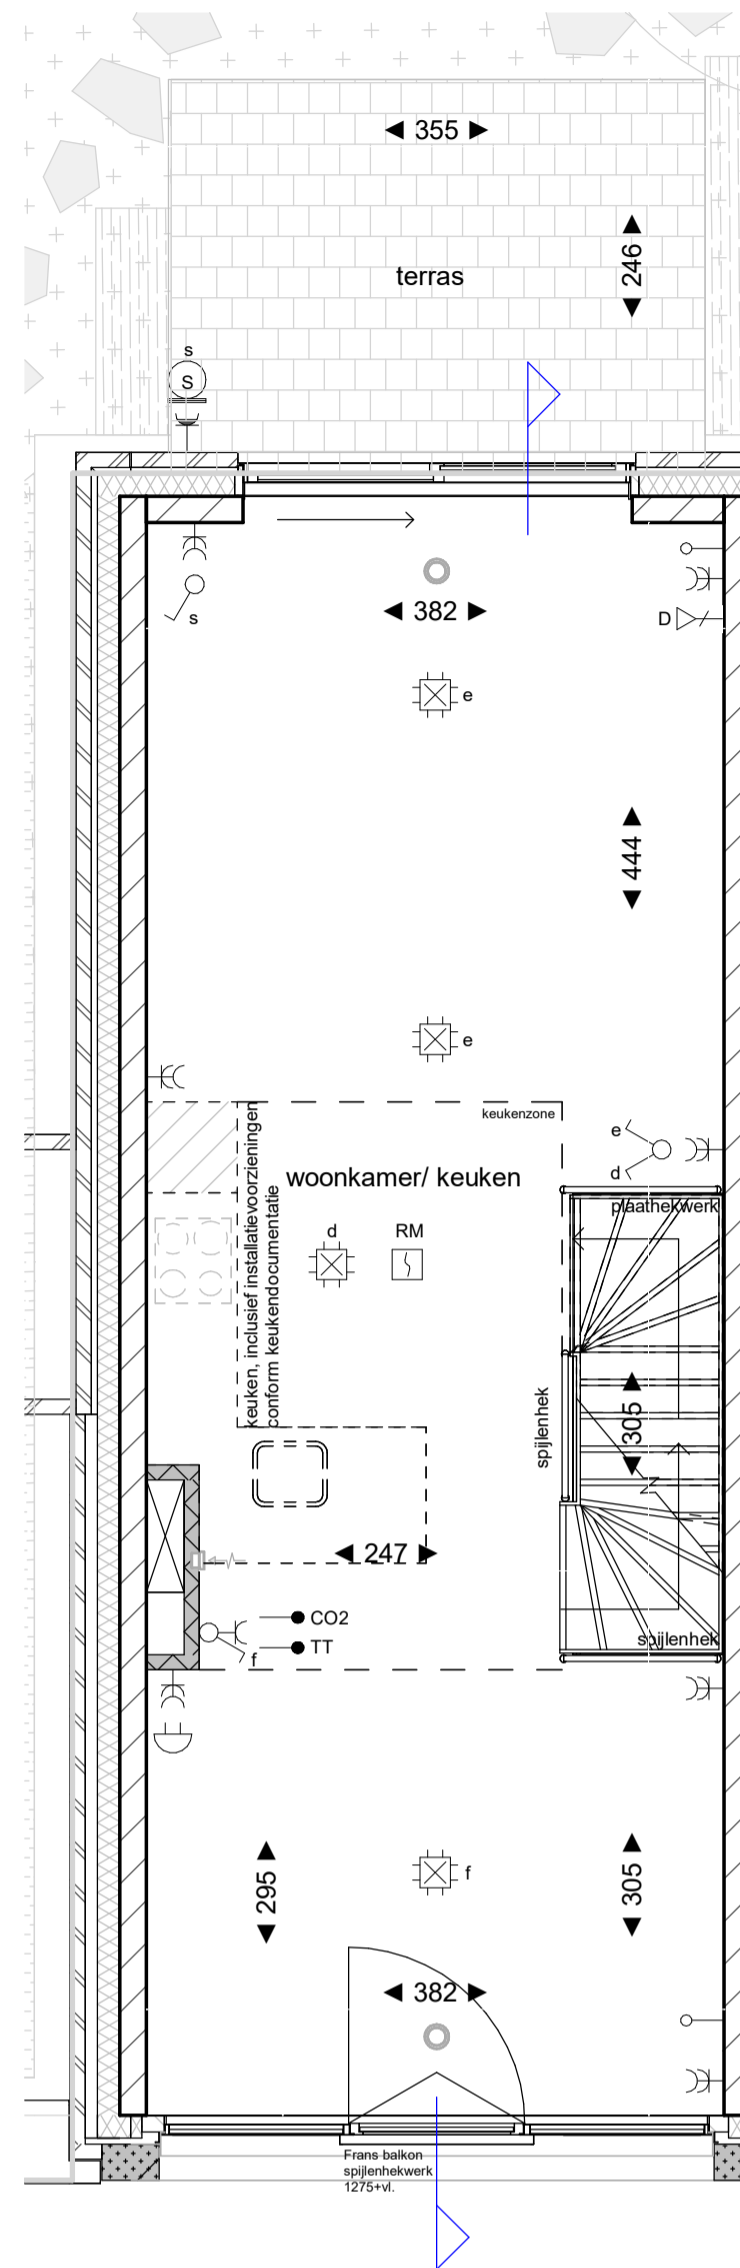 355
246
terras
s
S
s
382
D
e
444
e
keukenzone
e
d
woonkamer/ keuken
plaathekwerk
keuken, inclusief installatievoorzieningen
conform keukendocumentatie
d
RM
spijlenhek
305
247
CO2
TT
f
spijlenhek
295
f
305
382
Frans balkon
spijlenhekwerk
1275+vl.